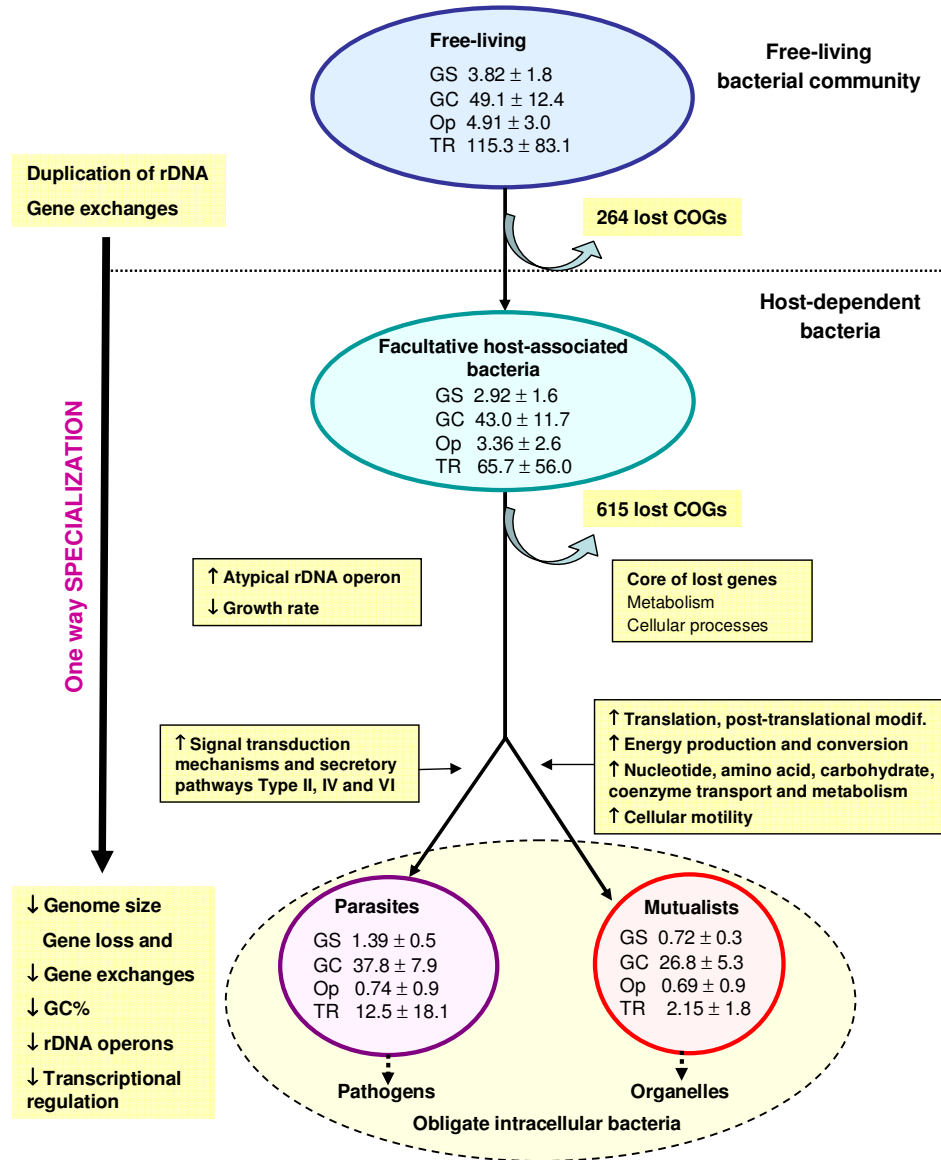 Free-living
GS 3.82 ± 1.8
GC 49.1 ± 12.4
Op 4.91 ± 3.0
TR 115.3 ± 83.1
Free-living
bacterial community
Duplication of rDNA
Gene exchanges
264 lost COGs
Host-dependent
bacteria
Facultative host-associated
bacteria
GS 2.92 ± 1.6
GC 43.0 ± 11.7
Op 3.36 ± 2.6
TR 65.7 ± 56.0
One way SPECIALIZATION
615 lost COGs
↑ Atypical rDNA operon
↓ Growth rate
Core of lost genes
Metabolism
Cellular processes
↑ Signal transduction
mechanisms and secretory
pathways Type II, IV and VI
↑ Translation, post-translational modif.
↑ Energy production and conversion
↑ Nucleotide, amino acid, carbohydrate,
coenzyme transport and metabolism
↑ Cellular motility
↓ Genome size
Gene loss and
↓ Gene exchanges
↓ GC%
↓ rDNA operons
↓ Transcriptional
regulation
Parasites
GS 1.39 ± 0.5
GC 37.8 ± 7.9
Op 0.74 ± 0.9
TR 12.5 ± 18.1
Mutualists
GS 0.72 ± 0.3
GC 26.8 ± 5.3
Op 0.69 ± 0.9
TR 2.15 ± 1.8
Pathogens
Organelles
Obligate intracellular bacteria